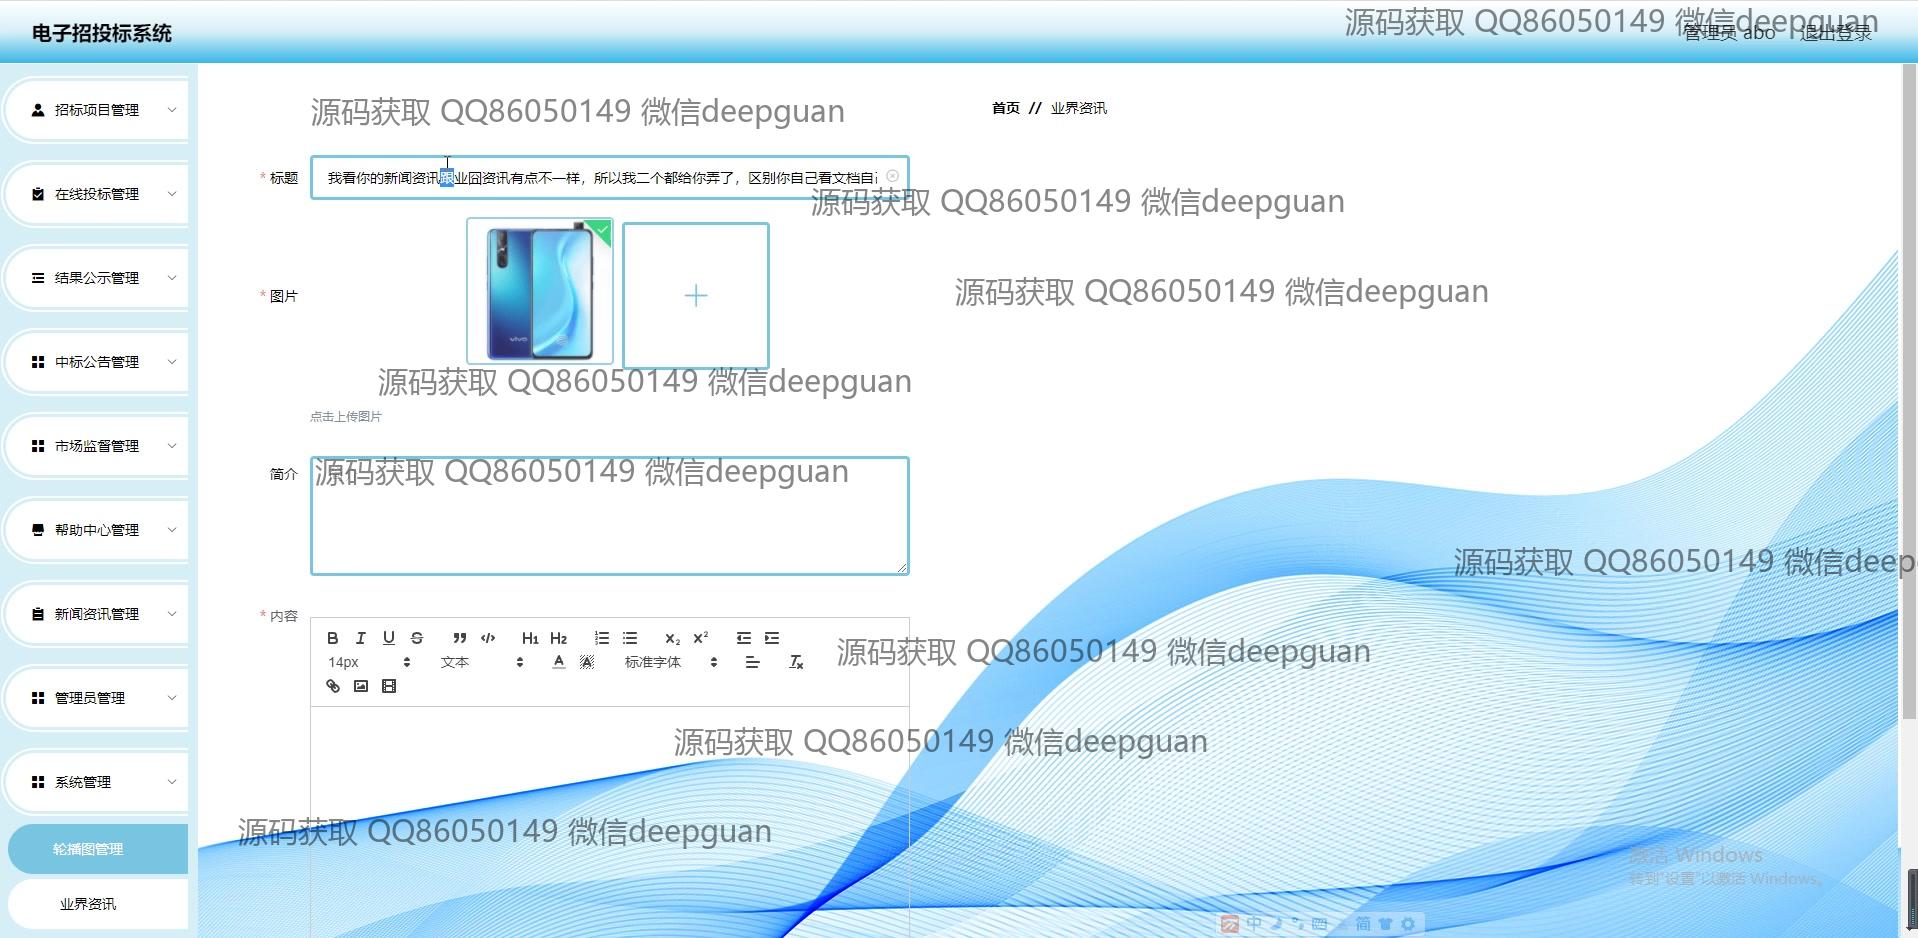 电子招投标系统
源码获取 QQ86050149 微信deepguan
管理员 abo
退出登录
招标项目管理
在线投标管理
结果公示管理
中标公告管理
市场监督管理
帮助中心管理
新闻资讯管理
管理员管理
系统管理
轮播图管理
业界资讯
源码获取 QQ86050149 微信deepguan
首页 // 业界资讯
* 标题
我看你的新闻资讯跟业囧资讯有点不一样，所以我二个都给你弄了，区别你自己看文档自
源码获取 QQ86050149 微信deepguan
* 图片
vivo
源码获取 QQ86050149 微信deepguan
源码获取 QQ86050149 微信deepguan
点击上传图片
简介
源码获取 QQ86050149 微信deepguan
源码获取 QQ86050149 微信deep
* 内容
B I U S H1 H2 X2 X2
14px 文本 A A 标准字体 Tx
源码获取 QQ86050149 微信deepguan
源码获取 QQ86050149 微信deepguan
源码获取 QQ86050149 微信deepguan
激活 Windows
转到"设置"以激活 Windows。
中 简